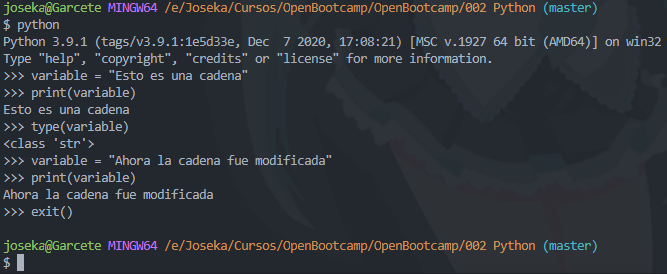 joseka@Garcete MINGW64 /e/Joseka/Cursos/OpenBootcamp/OpenBootcamp/002 Python (master)
$ python
Python 3.9.1 (tags/v3.9.1:1e5d33e, Dec  7 2020, 17:08:21) [MSC v.1927 64 bit (AMD64)] on win32
Type "help", "copyright", "credits" or "license" for more information.
>>> variable = "Esto es una cadena"
>>> print(variable)
Esto es una cadena
>>> type(variable)
<class 'str'>
>>> variable = "Ahora la cadena fue modificada"
>>> print(variable)
Ahora la cadena fue modificada
>>> exit()
joseka@Garcete MINGW64 /e/Joseka/Cursos/OpenBootcamp/OpenBootcamp/002 Python (master)
$